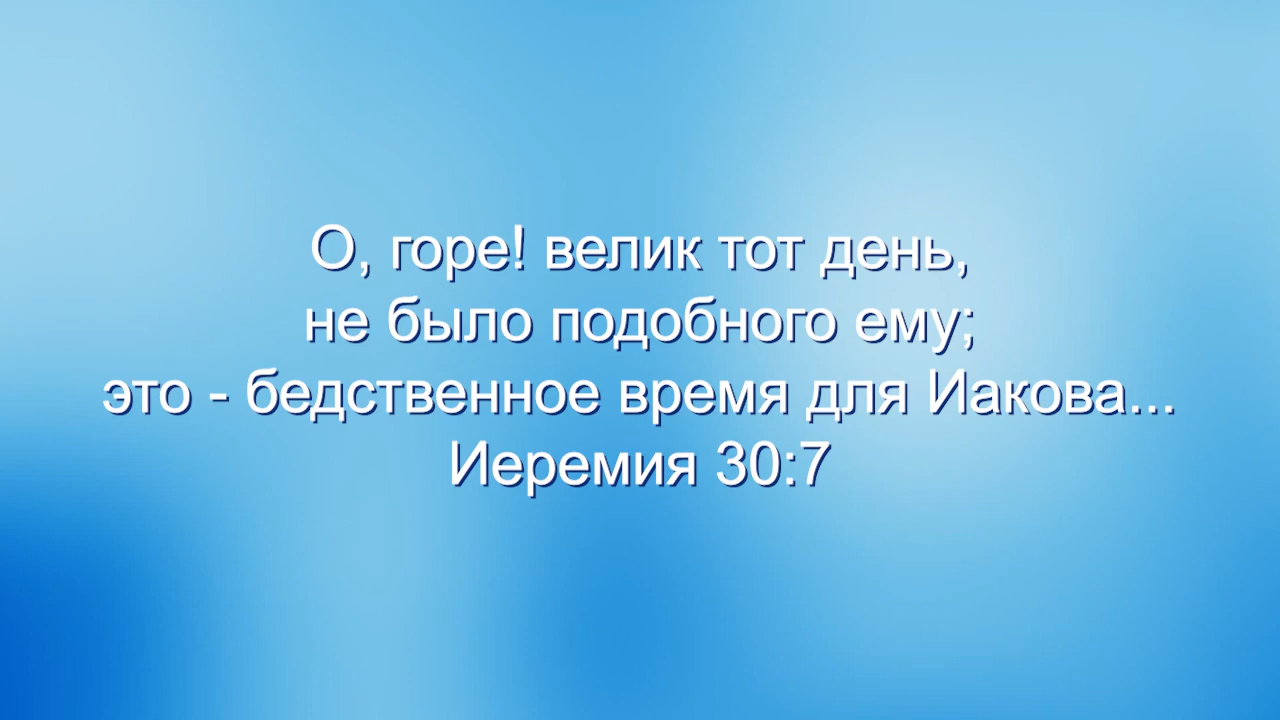 О, горе! велик тот день,
не было подобного ему;
это - бедственное время для Иакова...
Иеремия 30:7